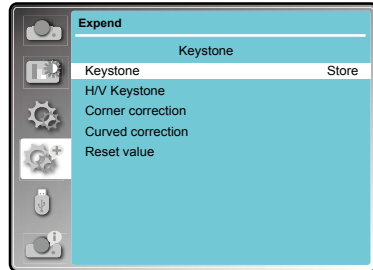 Expend
Keystone
Keystone Store
H/V Keystone
Corner correction
Curved correction
Reset value